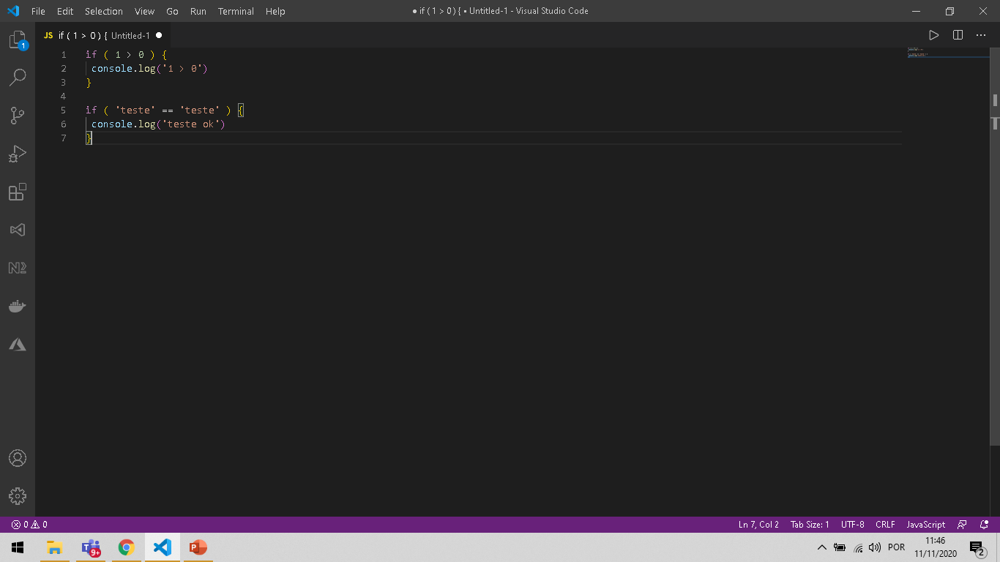 File Edit Selection View Go Run Terminal Help ● if ( 1 > 0 ) { • Untitled-1 - Visual Studio Code
JS if ( 1 > 0 ) { Untitled-1 ●
1 if ( 1 > 0 ) {
2 console.log('1 > 0')
3 }
4
5 if ( 'teste' == 'teste' ) {
6 console.log('teste ok')
7 }
1
N2
0 0 Ln 7, Col 2 Tab Size: 1 UTF-8 CRLF JavaScript
T 9+ P POR 11:46 2
11/11/2020